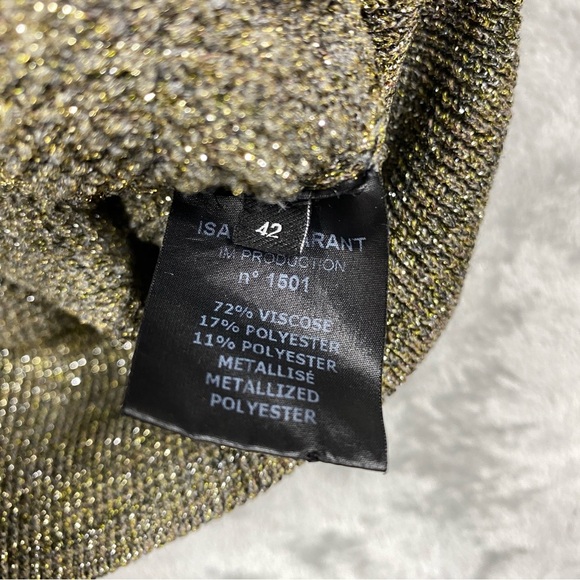 42
ISA ARANT
IM PRODUCTION
n° 1501
72% VISCOSE
17% POLYESTER
11% POLYESTER
METALLISÉ
METALLIZED
POLYESTER